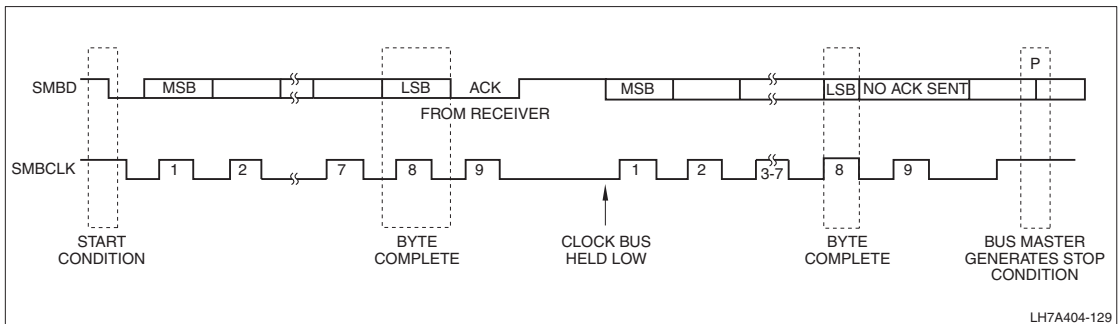 P
SMBD MSB LSB ACK MSB LSB NO ACK SENT
FROM RECEIVER
SMBCLK 1 2 7 8 9 1 2 3-7 8 9
START
CONDITION
BYTE
COMPLETE
CLOCK BUS
HELD LOW
BYTE
COMPLETE
BUS MASTER
GENERATES STOP
CONDITION
LH7A404-129